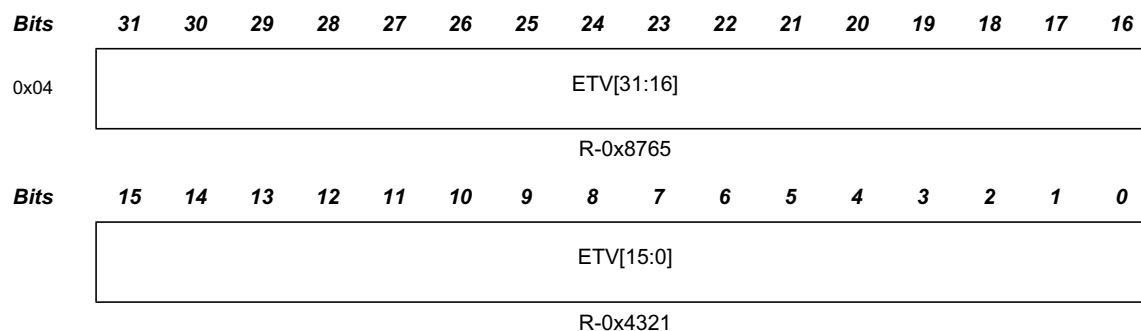 Bits 31 30 29 28 27 26 25 24 23 22 21 20 19 18 17 16
0x04 ETV[31:16]
R-0x8765
Bits 15 14 13 12 11 10 9 8 7 6 5 4 3 2 1 0
ETV[15:0]
R-0x4321